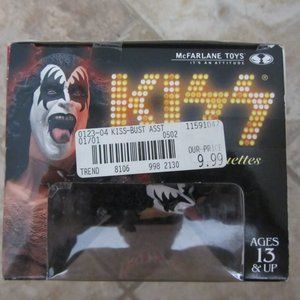 McFARLANE TOYS
IT'S AN ATTITUDE
KISS
®
0123-04 KISS-BUST ASST
01701
0502
11591047
OUR-PRICE
9.99
TREND 8106 998 2130
AGES
13
& UP